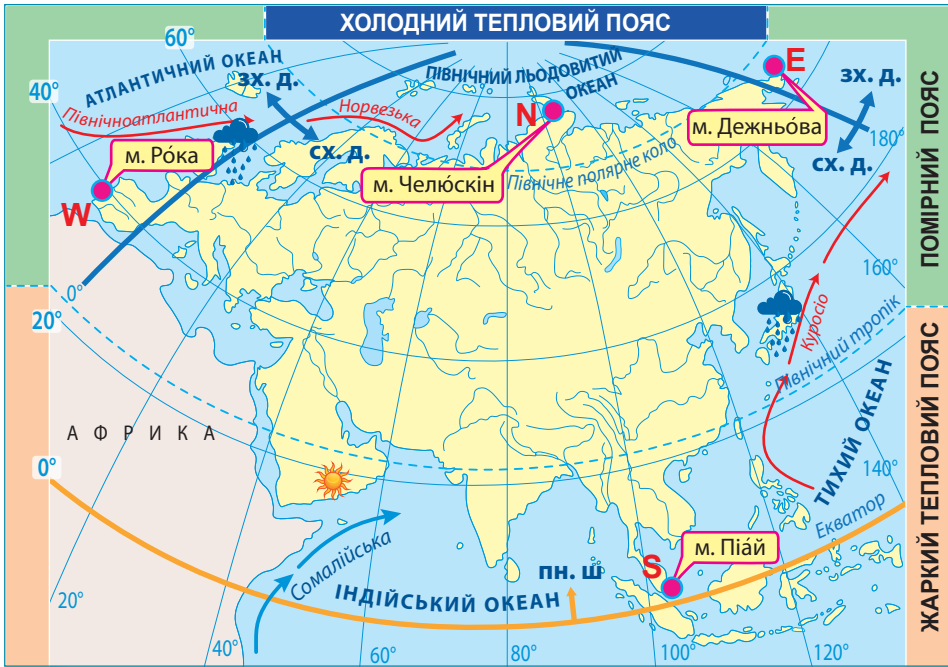 ХОЛОДНИЙ ТЕПЛОВИЙ ПОЯС
60°
АТЛАНТИЧНИЙ ОКЕАН
зх. д.
ПІВНІЧНИЙ ЛЬОДОВИТИЙ
ОКЕАН
E
зх. д.
40°
Північноатлантична
Норвезька
N
м. Дежньо́ва
180°
сх. д.
м. Ро́ка
сх. д.
м. Челю́скін
Північне полярне коло
W
ПОМІРНИЙ ПОЯС
160°
0°
20°
Куросіо
Північний тропік
АФРИКА
ТИХИЙ ОКЕАН
0°
140°
Екватор
ЖАРКИЙ ТЕПЛОВИЙ ПОЯС
Сомалійська
м. Піа́й
S
пн. ш
ІНДІЙСЬКИЙ ОКЕАН
20°
40°
60°
80°
100°
120°